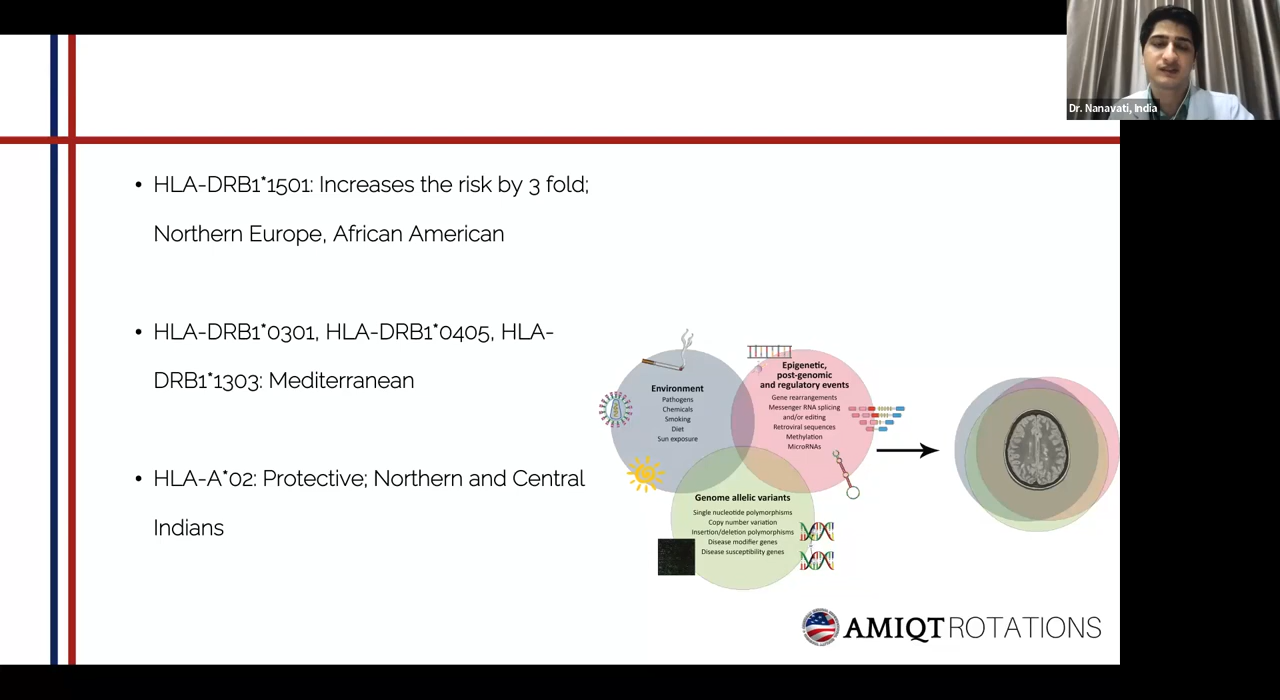 Dr. Nanavati, India
• HLA-DRB1*1501: Increases the risk by 3 fold;
Northern Europe, African American
• HLA-DRB1*0301, HLA-DRB1*0405, HLA-
DRB1*1303: Mediterranean
• HLA-A*02: Protective; Northern and Central
Indians
Environment
Pathogens
Chemicals
Smoking
Diet
Sun exposure
Epigenetic,
post-genomic
and regulatory events
Gene rearrangements
Messenger RNA splicing
and/or editing
Retroviral sequences
Methylation
MicroRNAs
Genome allelic variants
Single nucleotide polymorphisms
Copy number variation
Insertion/deletion polymorphisms
Disease modifier genes
Disease susceptibility genes
AMIQT ROTATIONS